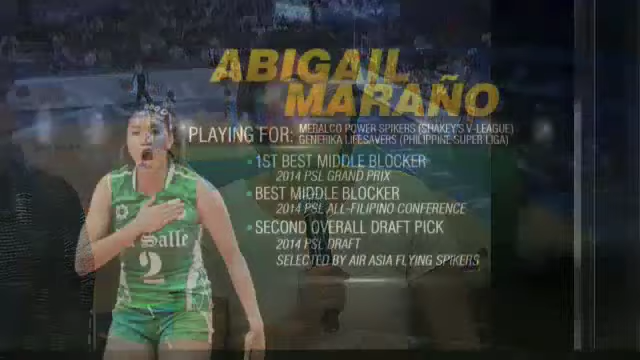 ABIGAIL
MARAÑO
PLAYING FOR: MERALCO POWER SPIKERS (SHAKEY'S V-LEAGUE)
GENERIKA LIFESAVERS (PHILIPPINE SUPER LIGA)
1ST BEST MIDDLE BLOCKER
2014 PSL GRAND PRIX
BEST MIDDLE BLOCKER
2014 PSL ALL-FILIPINO CONFERENCE
SECOND OVERALL DRAFT PICK
2014 PSL DRAFT
SELECTED BY AIR ASIA FLYING SPIKERS
La Salle
2